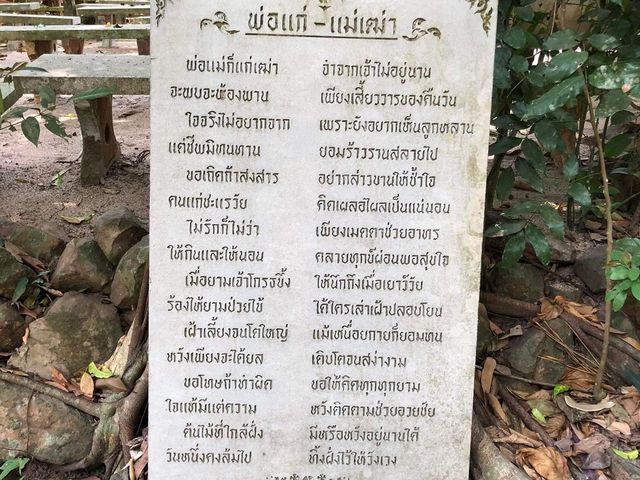 พ่อแก่ - แม่เฒ่า
พ่อแม่ก็แก่เฒ่า จำจากเจ้าไม่อยู่นาน
จะพบจะพ้องพาน เพียงเสี้ยววารของคืนวัน
ใจจริงไม่อยากจาก เพราะยังอยากเห็นลูกหลาน
แต่ชีพมิทนทาน ย่อมร้าวรานสลายไป
ขอเถิดถ้าสงสาร อย่ากล่าวขานให้ช้ำใจ
คนแก่ชะแรวัย คิดเผลอไผลเป็นแน่นอน
ไม่รักก็ไม่ว่า เพียงเมตตาช่วยอาทร
ให้กินและให้นอน คลายทุกข์ผ่อนพอสุขใจ
เมื่อยามเจ้าโกรธขึ้ง ให้นึกถึงเมื่อเยาว์วัย
ร้องไห้ยามป่วยไข้ ได้ใครเล่าเฝ้าปลอบโยน
เฝ้าเลี้ยงจนโตใหญ่ แม้เหนื่อยกายก็ยอมทน
หวังเพียงจะได้ยล เติบโตจนสง่างาม
ขอโทษถ้าทำผิด ขอให้คิดทุกทุกยาม
ใจแท้มีแต่ความ หวังติดตามช่วยอวยชัย
ต้นไม้ที่ใกล้ฝั่ง มีหรือหวังอยู่นานได้
วันหนึ่งคงล้มไป ทิ้งฝั่งไว้ให้วังเวง